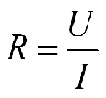 R = U/I